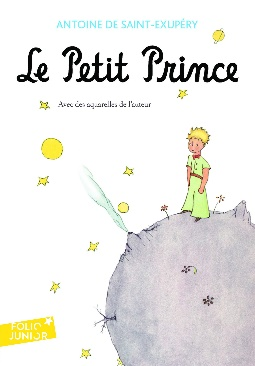 ANTOINE DE SAINT-EXUPÉRY
Le Petit Prince
Avec des aquarelles de l'auteur
FOLIO
JUNIOR